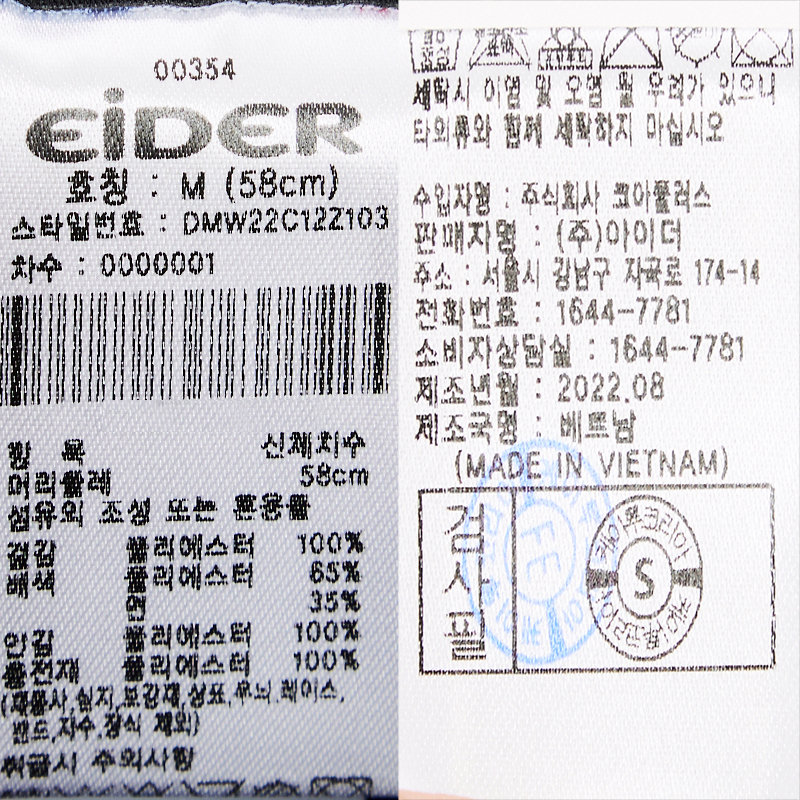 00354
EiDER
호칭 : M (58cm)
스타일번호 : DMW22C12Z103
차수 : 0000001
항 목 신체치수
머리둘레 58cm
섬유의 조성 또는 혼용률
겉감 폴리에스터 100%
배색 폴리에스터 65%
면 35%
안감 폴리에스터 100%
충전재 폴리에스터 100%
(재봉사,심지,보강재,상표,무늬,레이스,
밴드,자수,장식 제외)
취급시 주의사항
세탁시 이염 및 오염 될 우려가 있으니
타의류와 함께 세탁하지 마십시오
수입자명 : 주식회사 코아플러스
판매자명 : (주)아이더
주소 : 서울시 강남구 자곡로 174-14
전화번호 : 1644-7781
소비자상담실 : 1644-7781
제조년월 : 2022.08
제조국명 : 베트남
(MADE IN VIETNAM)
검사필
S
FE